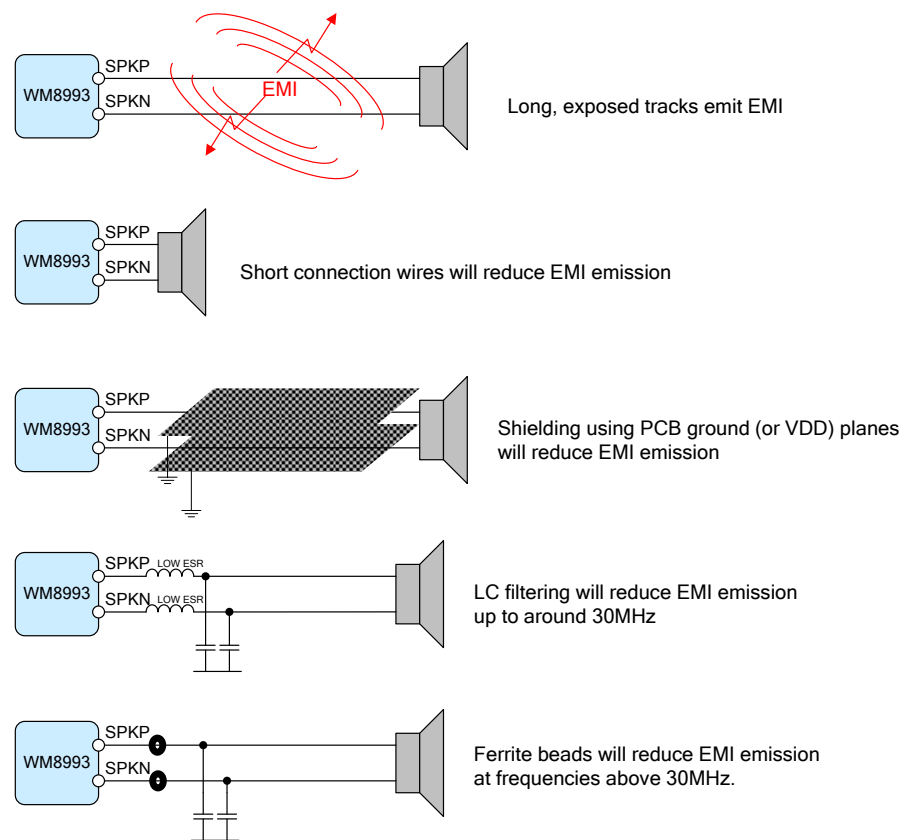 SPKP
WM8993
SPKN
EMI
Long, exposed tracks emit EMI
SPKP
WM8993
SPKN
Short connection wires will reduce EMI emission
SPKP
WM8993
SPKN
Shielding using PCB ground (or VDD) planes
will reduce EMI emission
SPKP LOW ESR
WM8993
SPKN LOW ESR
LC filtering will reduce EMI emission
up to around 30MHz
SPKP
WM8993
SPKN
Ferrite beads will reduce EMI emission
at frequencies above 30MHz.